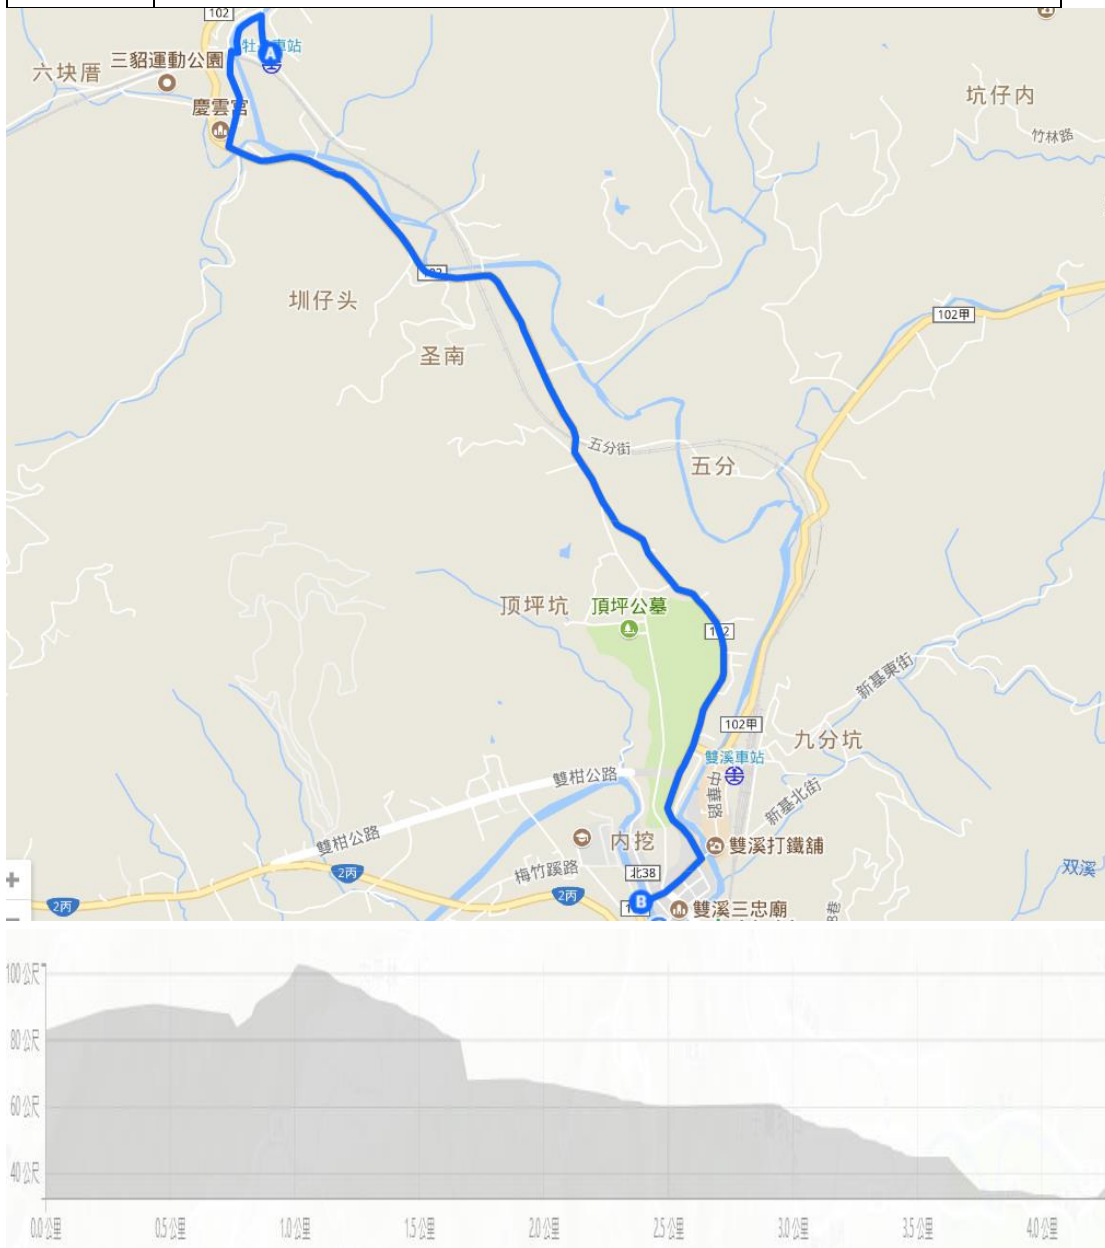 102
牡丹車站
A
三貂運動公園
六块厝
慶雲宮
坑仔内
竹林路
圳仔头
102
102甲
圣南
五分街
五分
顶坪坑
頂坪公墓
102
新基東街
102甲
九分坑
雙溪車站
雙柑公路
中華路
新基北街
雙柑公路
内挖
雙溪打鐵舖
梅竹蹊路
北38
2丙
双溪
+
2丙
2丙
B
雙溪三忠廟
−
100公尺
80公尺
60公尺
40公尺
0.0公里
0.5公里
1.0公里
1.5公里
2.0公里
2.5公里
3.0公里
3.5公里
4.0公里